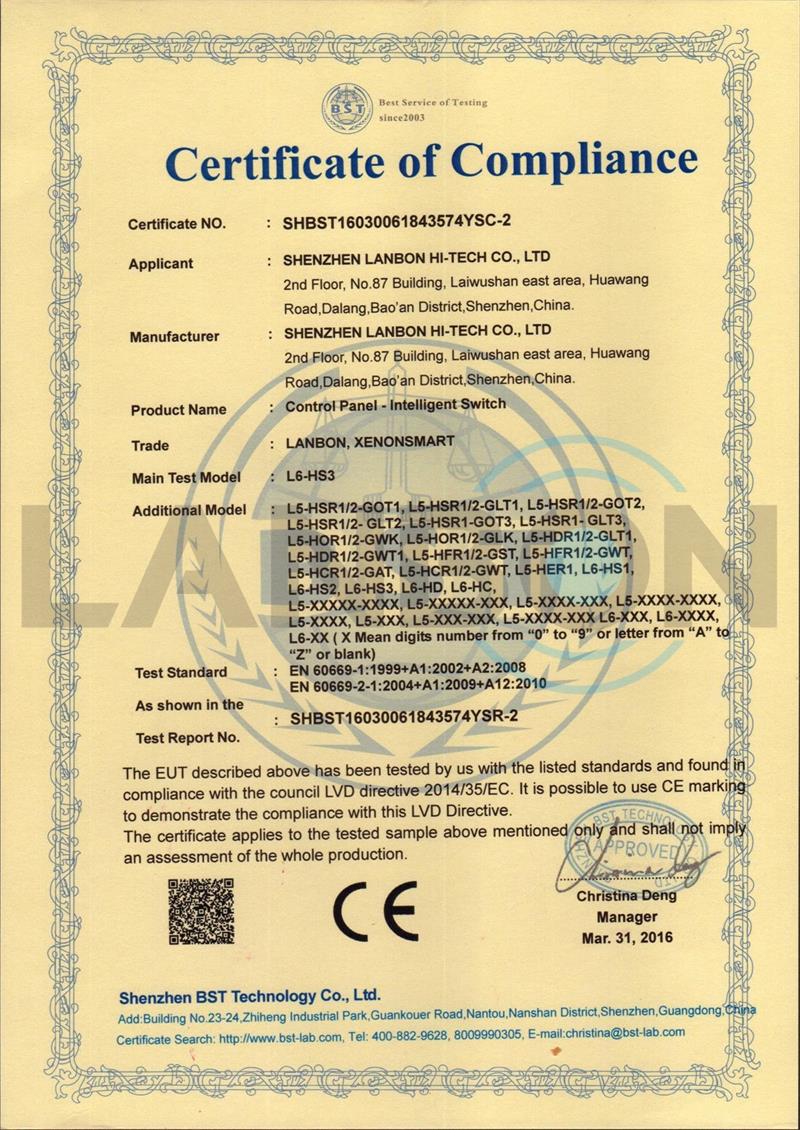 BST
Best Service of Testing
since2003
Certificate of Compliance
Certificate NO. : SHBST16030061843574YSC-2
Applicant : SHENZHEN LANBON HI-TECH CO., LTD
2nd Floor, No.87 Building, Laiwushan east area, Huawang
Road,Dalang,Bao'an District,Shenzhen,China.
Manufacturer : SHENZHEN LANBON HI-TECH CO., LTD
2nd Floor, No.87 Building, Laiwushan east area, Huawang
Road,Dalang,Bao'an District,Shenzhen,China.
Product Name : Control Panel - Intelligent Switch
Trade : LANBON, XENONSMART
Main Test Model : L6-HS3
Additional Model : L5-HSR1/2-GOT1, L5-HSR1/2-GLT1, L5-HSR1/2-GOT2,
L5-HSR1/2- GLT2, L5-HSR1-GOT3, L5-HSR1- GLT3,
L5-HOR1/2-GWK, L5-HOR1/2-GLK, L5-HDR1/2-GLT1,
L5-HDR1/2-GWT1, L5-HFR1/2-GST, L5-HFR1/2-GWT,
L5-HCR1/2-GAT, L5-HCR1/2-GWT, L5-HER1, L6-HS1,
L6-HS2, L6-HS3, L6-HD, L6-HC,
L5-XXXXX-XXXX, L5-XXXXX-XXX, L5-XXXX-XXX, L5-XXXX-XXXX,
L5-XXXX, L5-XXX, L5-XXX-XXX, L5-XXXX-XXX L6-XXX, L6-XXXX,
L6-XX ( X Mean digits number from “0” to “9” or letter from “A” to
“Z” or blank)
Test Standard : EN 60669-1:1999+A1:2002+A2:2008
EN 60669-2-1:2004+A1:2009+A12:2010
As shown in the
Test Report No. : SHBST16030061843574YSR-2
LANBON
The EUT described above has been tested by us with the listed standards and found in
compliance with the council LVD directive 2014/35/EC. It is possible to use CE marking
to demonstrate the compliance with this LVD Directive.
The certificate applies to the tested sample above mentioned only and shall not imply
an assessment of the whole production.
APPROVED
CE
Christina Deng
Manager
Mar. 31, 2016
Shenzhen BST Technology Co., Ltd.
Add:Building No.23-24,Zhiheng Industrial Park,Guankouer Road,Nantou,Nanshan District,Shenzhen,Guangdong,China
Certificate Search: http://www.bst-lab.com, Tel: 400-882-9628, 8009990305, E-mail:christina@bst-lab.com